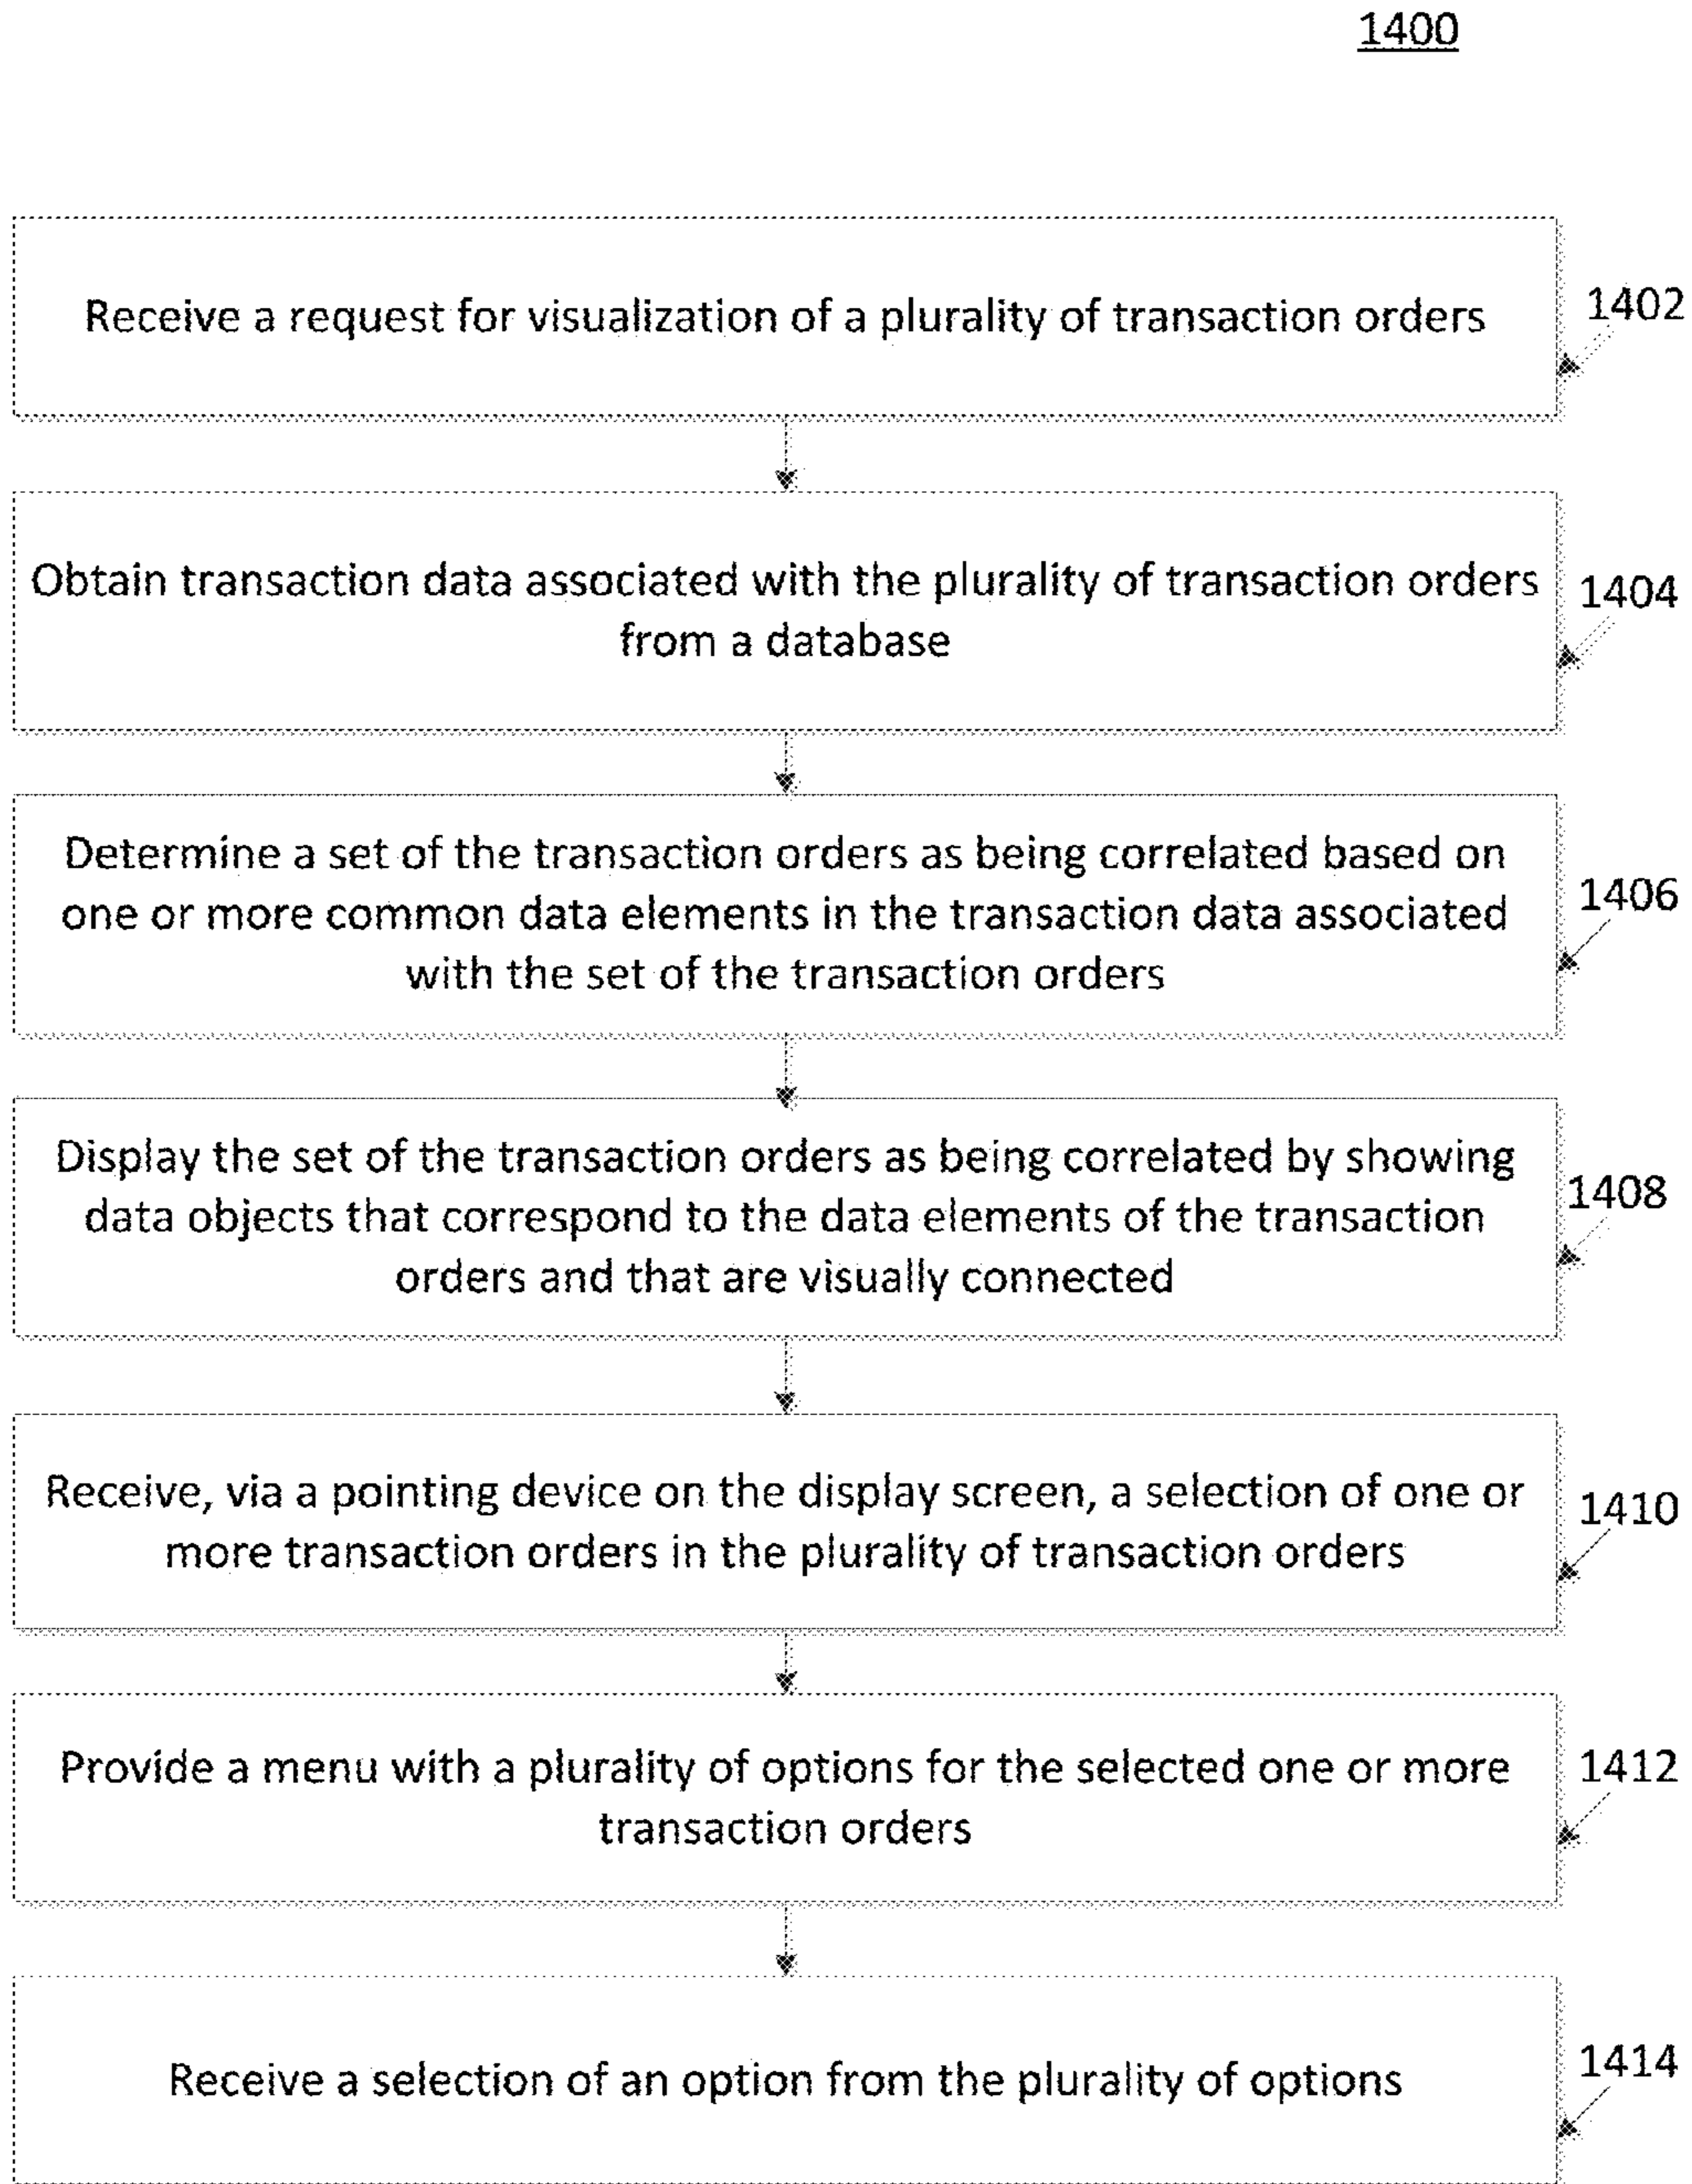 1400
Receive a request for visualization of a plurality of transaction orders
1402
Obtain transaction data associated with the plurality of transaction orders
from a database
1404
Determine a set of the transaction orders as being correlated based on
one or more common data elements in the transaction data associated
with the set of the transaction orders
1406
Display the set of the transaction orders as being correlated by showing
data objects that correspond to the data elements of the transaction
orders and that are visually connected
1408
Receive, via a pointing device on the display screen, a selection of one or
more transaction orders in the plurality of transaction orders
1410
Provide a menu with a plurality of options for the selected one or more
transaction orders
1412
Receive a selection of an option from the plurality of options
1414